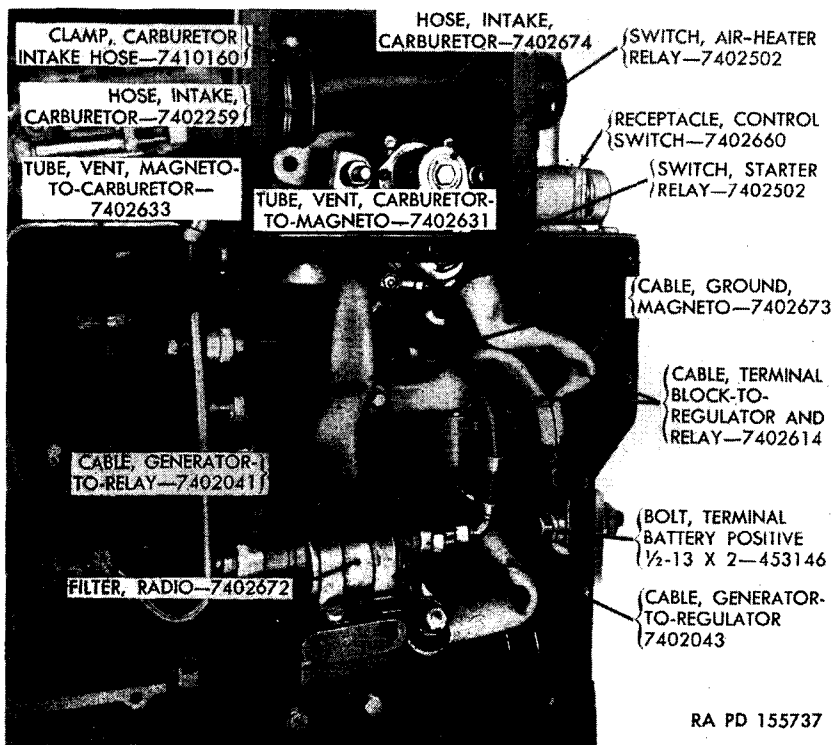 HOSE, INTAKE,
CARBURETOR—7402674
CLAMP, CARBURETOR
INTAKE HOSE—7410160
HOSE, INTAKE,
CARBURETOR—7402259
TUBE, VENT, MAGNETO-
TO-CARBURETOR—
7402633
TUBE, VENT, CARBURETOR-
TO-MAGNETO—7402631
SWITCH, AIR-HEATER
RELAY—7402502
RECEPTACLE, CONTROL
SWITCH—7402660
SWITCH, STARTER
RELAY—7402502
CABLE, GROUND,
MAGNETO—7402673
CABLE, TERMINAL
BLOCK-TO-
REGULATOR AND
RELAY—7402614
CABLE, GENERATOR-
TO-RELAY—7402041
BOLT, TERMINAL
BATTERY POSITIVE
½-13 X 2—453146
FILTER, RADIO—7402672
CABLE, GENERATOR-
TO-REGULATOR
7402043
RA PD 155737